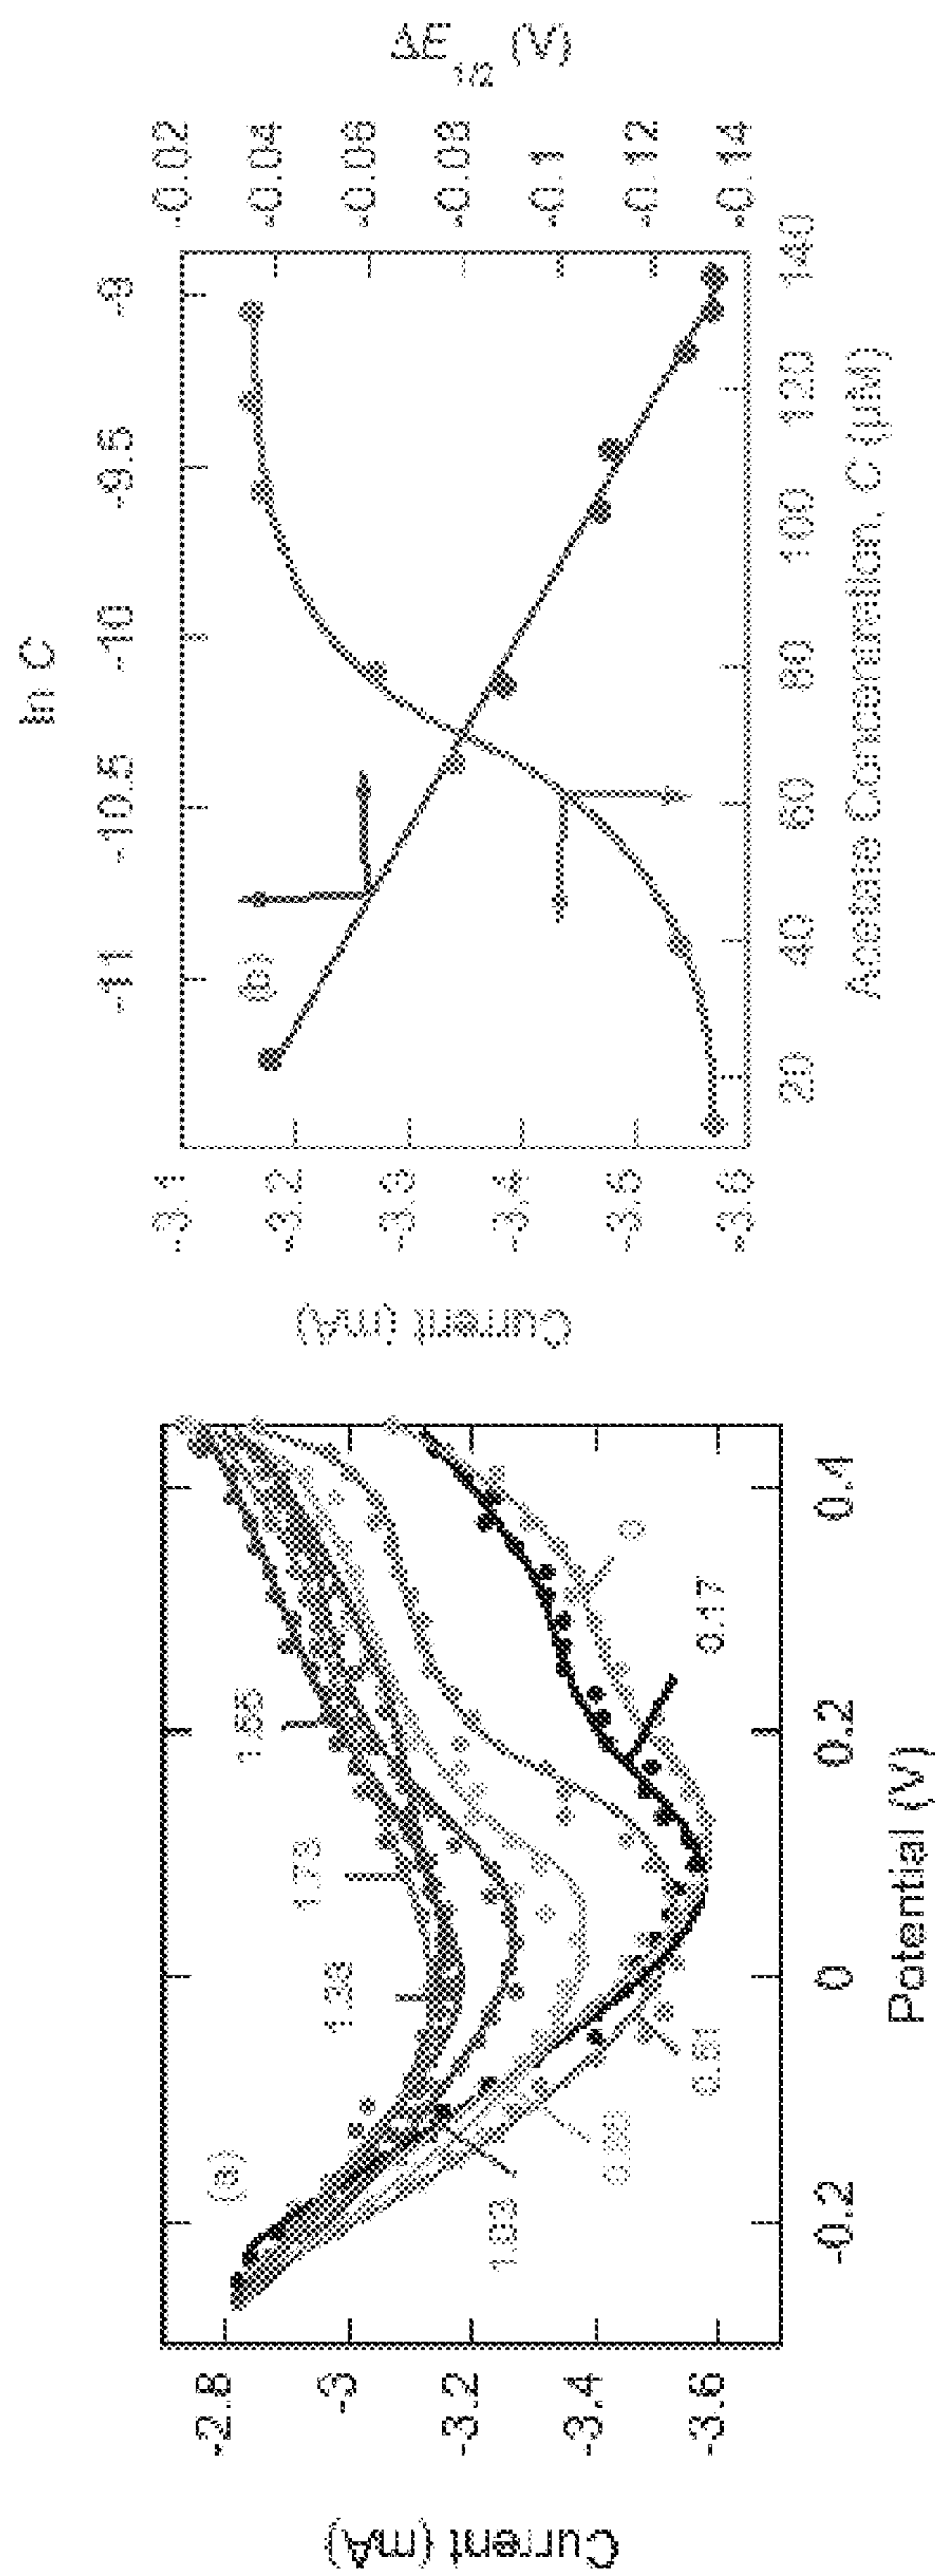 Current (mA)
-2.8
-3
-3.2
-3.4
-3.6
(a)
1.55
1.73
1.33
1.03
0.51
0
0.17
-0.2 0 0.2 0.4
Potential (V)
ln C
-11 -10.5 -10 -9.5 -9
Current (mA)
-3.1
-3.2
-3.3
-3.4
-3.5
-3.6
(b)
-0.02
-0.04
-0.06
-0.08
-0.1
-0.12
-0.14
ΔE1/2 (V)
20 40 60 80 100 120 140
Acetate C (µM)